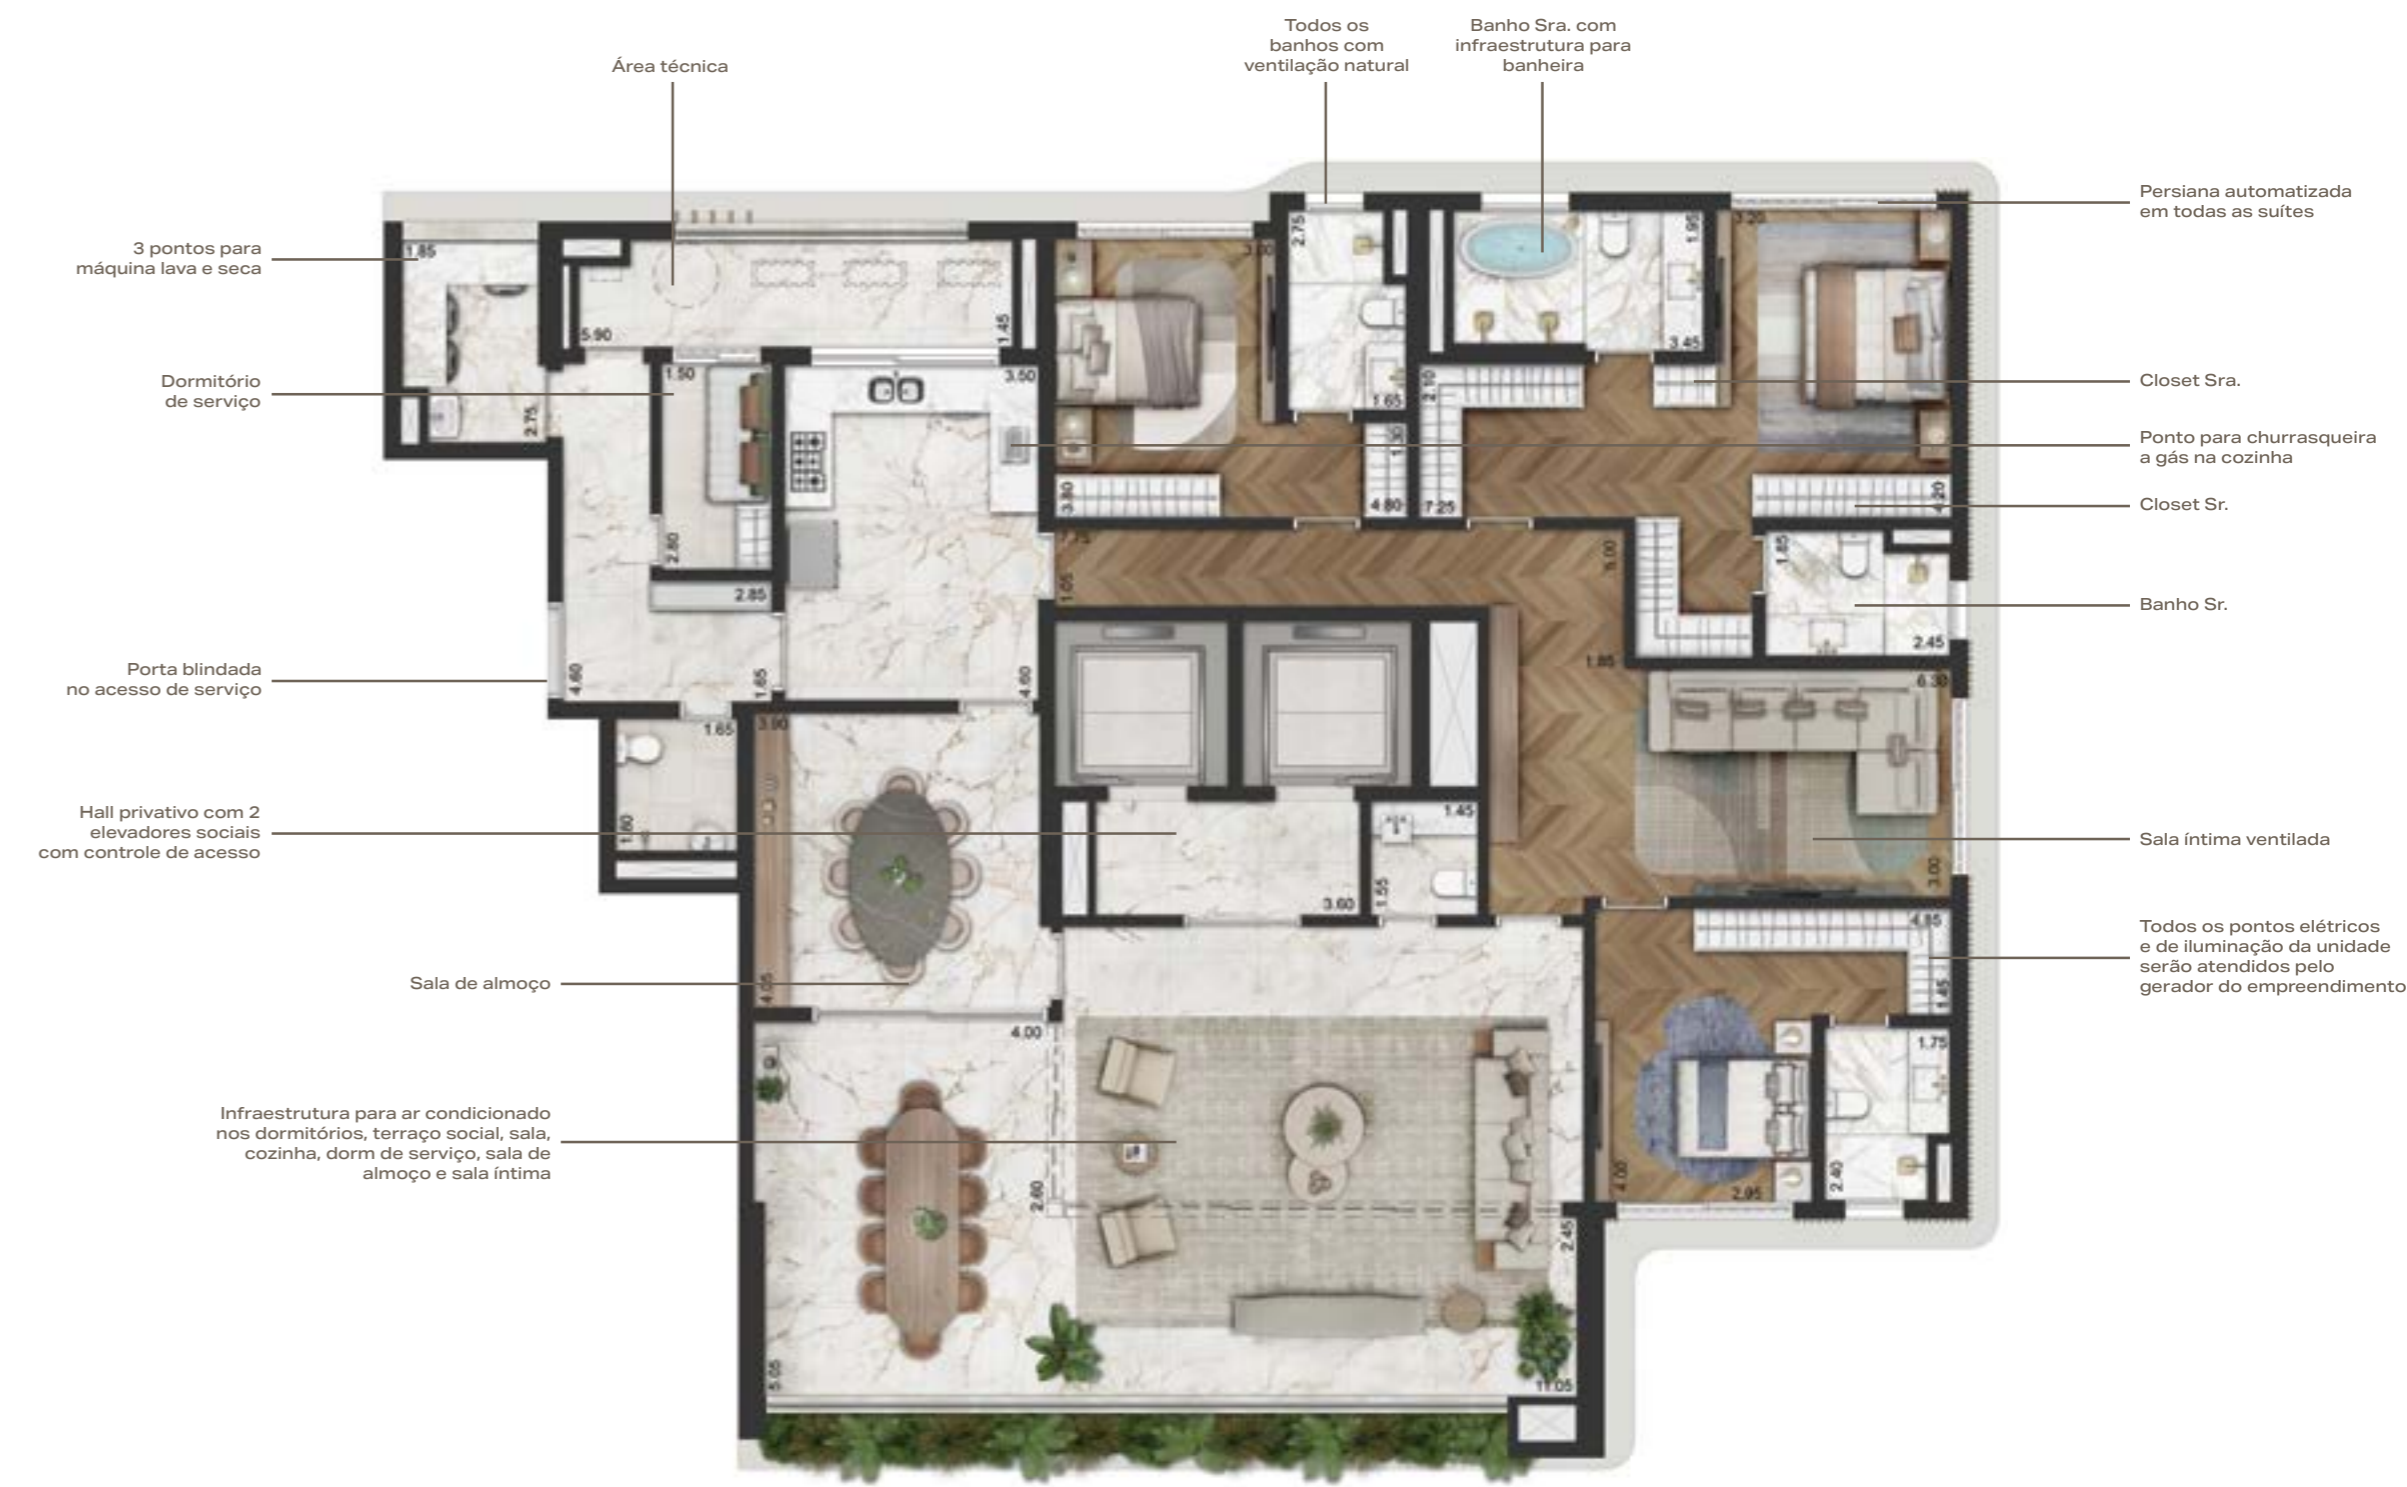 Todos os
banhos com
ventilação natural
Banho Sra. com
infraestrutura para
banheira
Área técnica
Persiana automatizada
em todas as suítes
3 pontos para
máquina lava e seca
Dormitório
de serviço
Closet Sra.
Ponto para churrasqueira
a gás na cozinha
Closet Sr.
Banho Sr.
Porta blindada
no acesso de serviço
Hall privativo com 2
elevadores sociais
com controle de acesso
Sala íntima ventilada
Todos os pontos elétricos
e de iluminação da unidade
serão atendidos pelo
gerador do empreendimento
Sala de almoço
Infraestrutura para ar condicionado
nos dormitórios, terraço social, sala,
cozinha, dorm de serviço, sala de
almoço e sala íntima
1.85
2.75
5.90
1.45
1.50
2.80
2.85
3.50
4.60
1.65
4.60
1.65
3.90
4.05
2.75
1.65
3.80
4.80
1.95
3.45
3.20
2.10
7.25
4.20
1.85
2.45
7.75
1.05
5.00
1.85
6.30
3.00
1.45
1.55
3.60
4.85
1.45
1.75
2.40
4.00
2.95
4.00
2.60
2.45
5.05
11.05